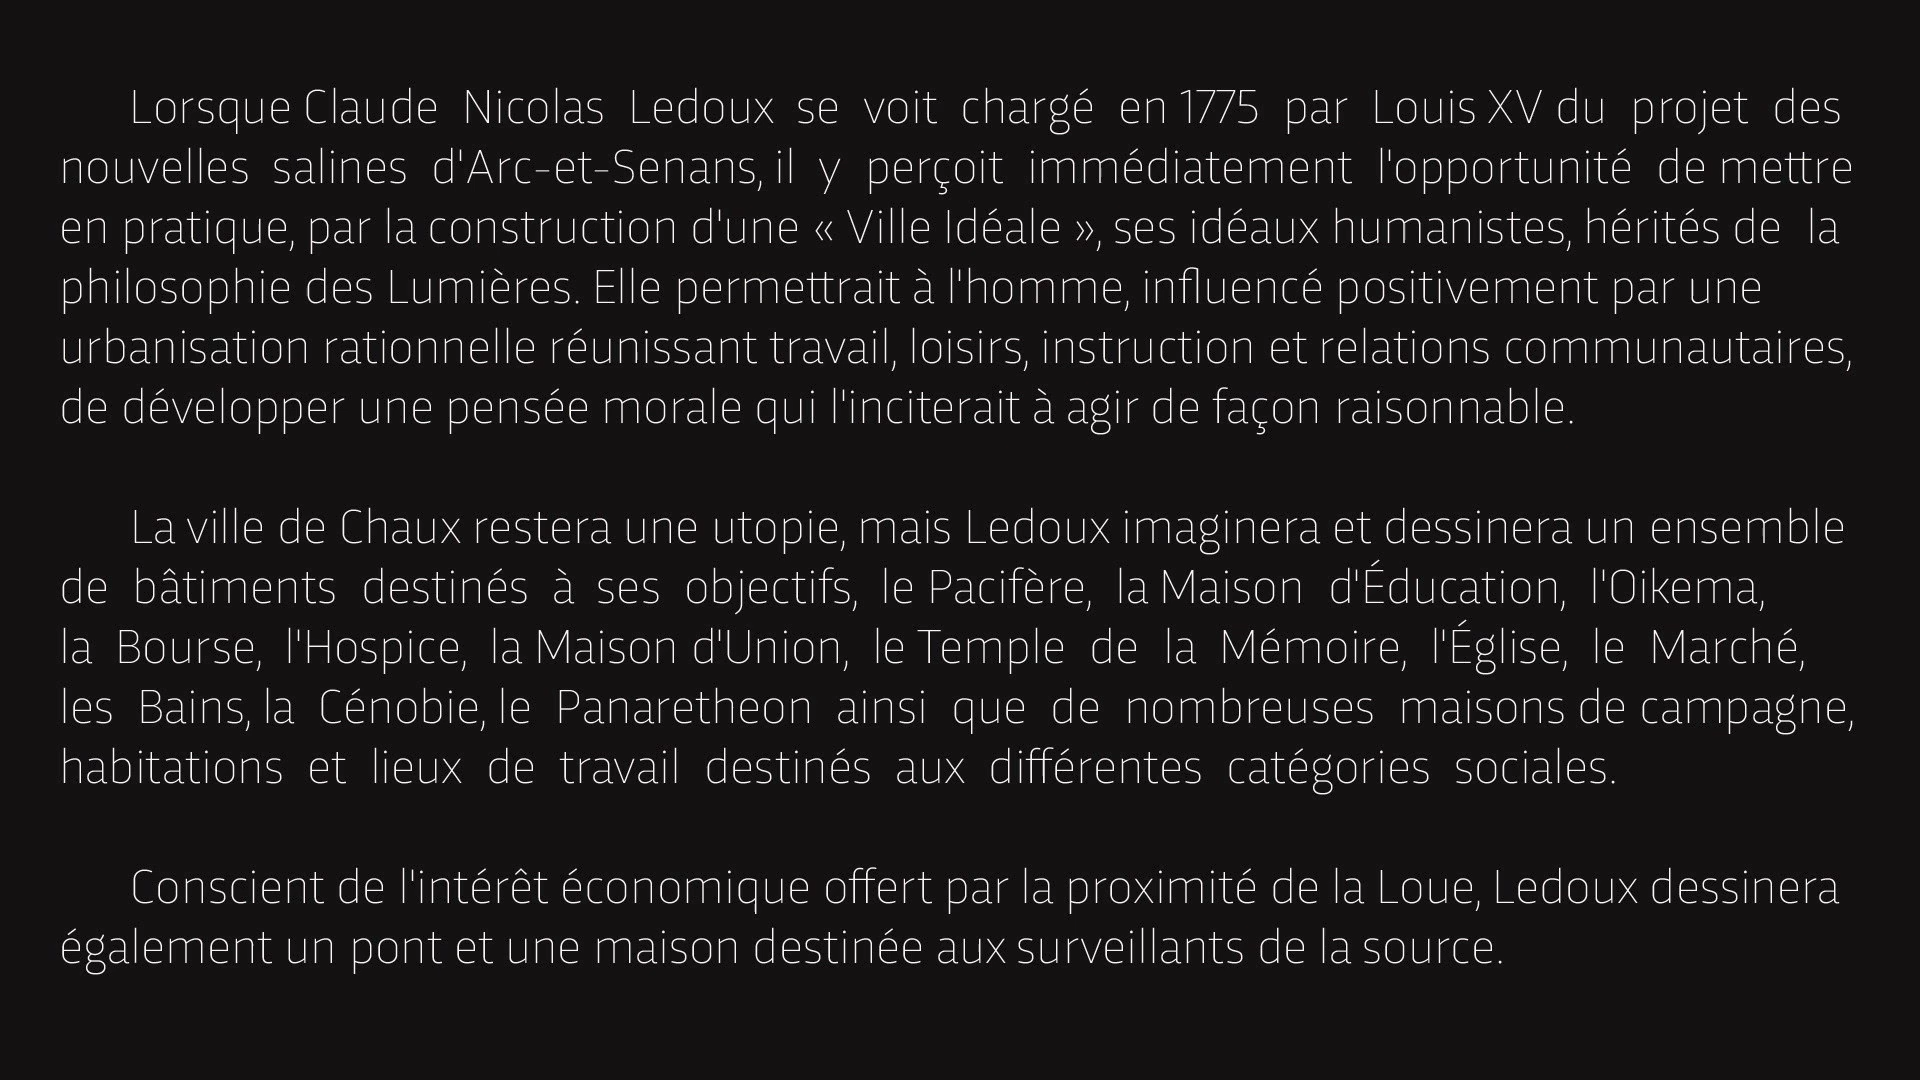 Lorsque Claude Nicolas Ledoux se voit chargé en 1775 par Louis XV du projet des
nouvelles salines d'Arc-et-Senans, il y perçoit immédiatement l'opportunité de mettre
en pratique, par la construction d'une « Ville Idéale », ses idéaux humanistes, hérités de la
philosophie des Lumières. Elle permettrait à l'homme, influencé positivement par une
urbanisation rationnelle réunissant travail, loisirs, instruction et relations communautaires,
de développer une pensée morale qui l'inciterait à agir de façon raisonnable.
La ville de Chaux restera une utopie, mais Ledoux imaginera et dessinera un ensemble
de bâtiments destinés à ses objectifs, le Pacifère, la Maison d'Éducation, l'Oikema,
la Bourse, l'Hospice, la Maison d'Union, le Temple de la Mémoire, l'Église, le Marché,
les Bains, la Cénobie, le Panaretheon ainsi que de nombreuses maisons de campagne,
habitations et lieux de travail destinés aux différentes catégories sociales.
Conscient de l'intérêt économique offert par la proximité de la Loue, Ledoux dessinera
également un pont et une maison destinée aux surveillants de la source.